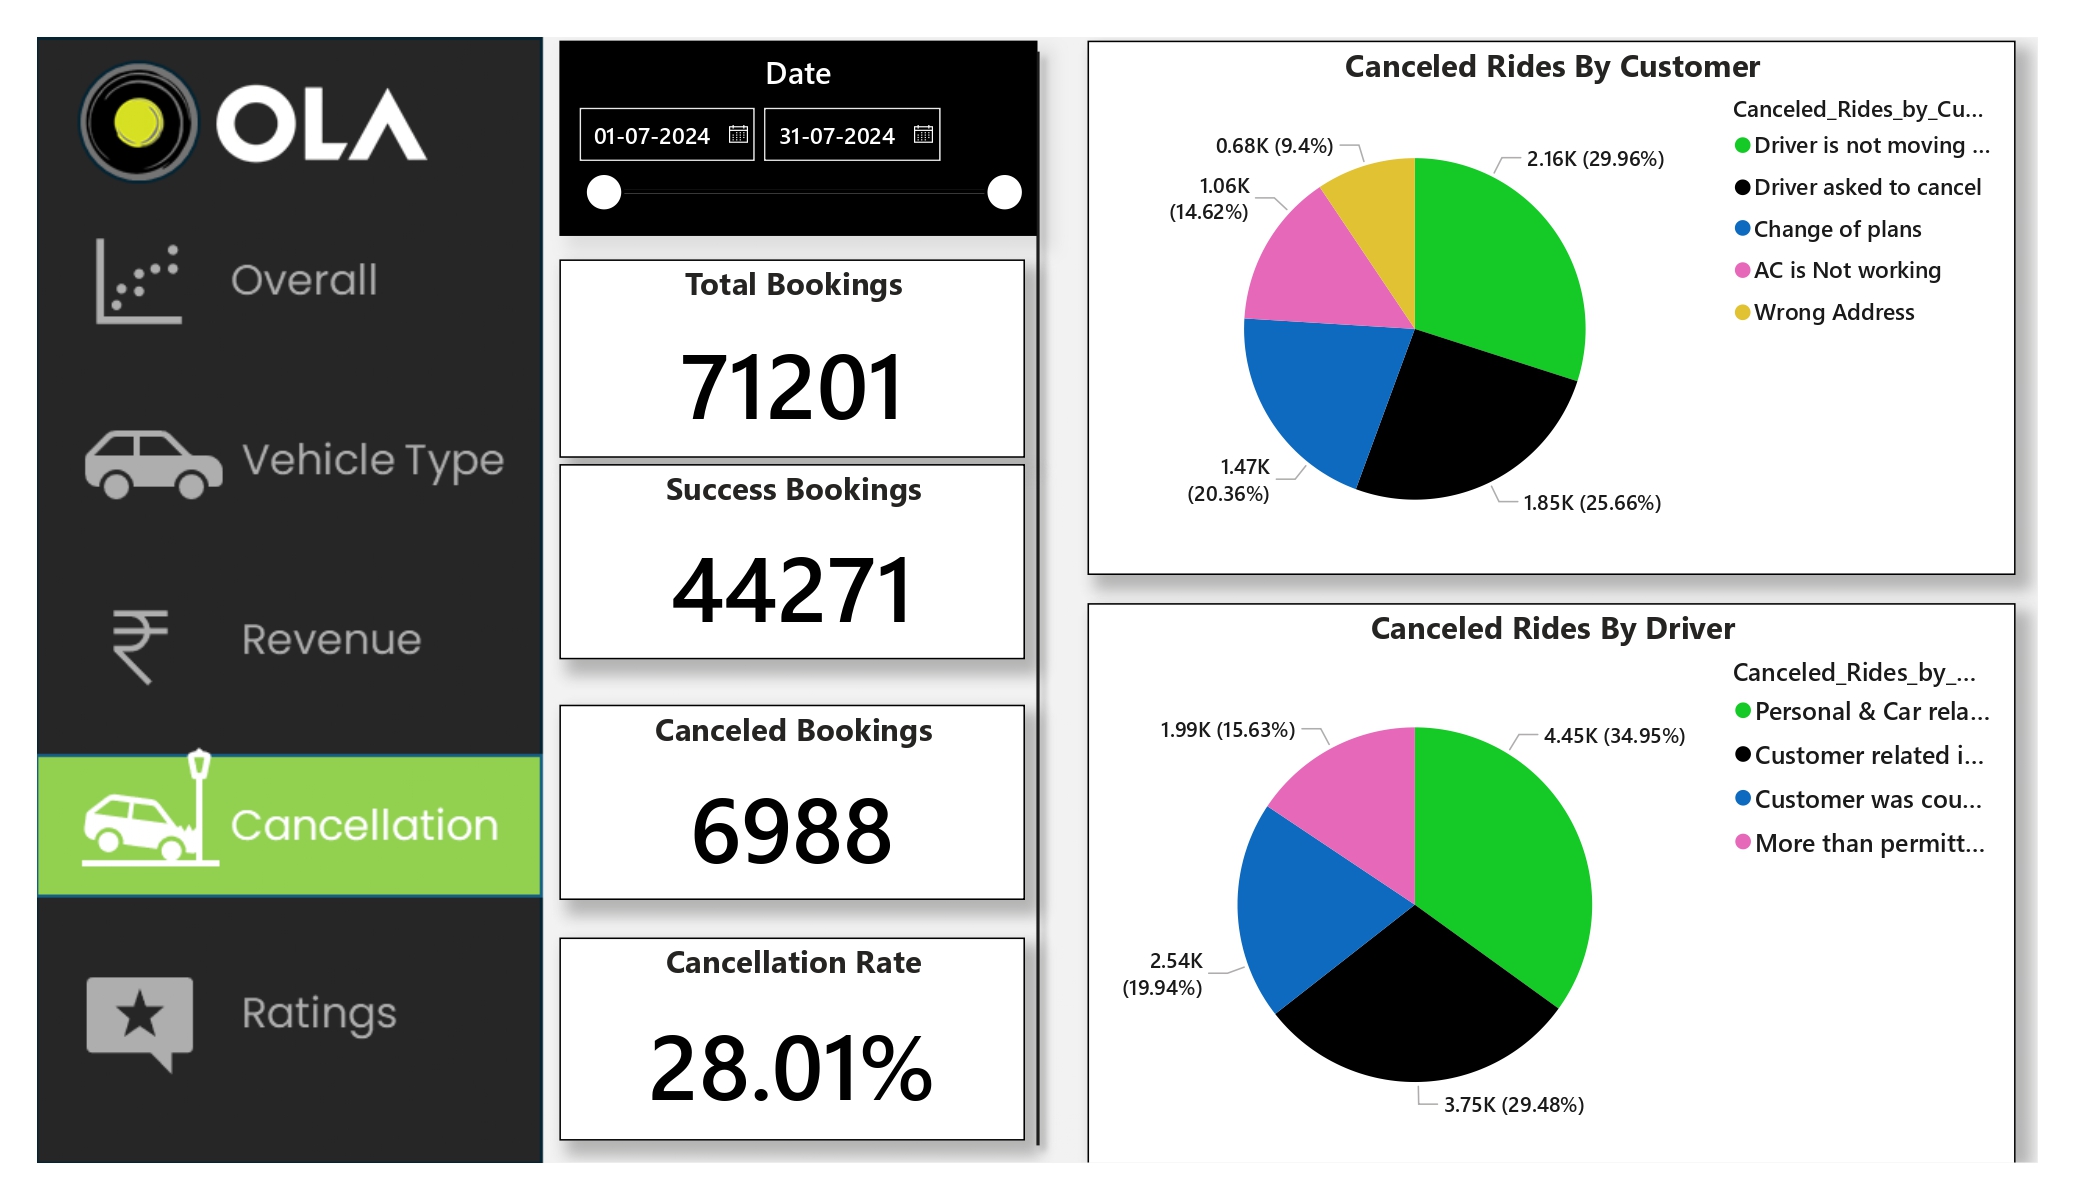 OLA
Overall
Vehicle Type
Revenue
Cancellation
Ratings
Date
01-07-2024
31-07-2024
Total Bookings
71201
Success Bookings
44271
Canceled Bookings
6988
Cancellation Rate
28.01%
Canceled Rides By Customer
0.68K (9.4%)
1.06K
(14.62%)
2.16K (29.96%)
1.47K
(20.36%)
1.85K (25.66%)
Canceled_Rides_by_Cu...
Driver is not moving ...
Driver asked to cancel
Change of plans
AC is Not working
Wrong Address
Canceled Rides By Driver
1.99K (15.63%)
4.45K (34.95%)
2.54K
(19.94%)
3.75K (29.48%)
Canceled_Rides_by_...
Personal & Car rela...
Customer related i...
Customer was cou...
More than permitt...